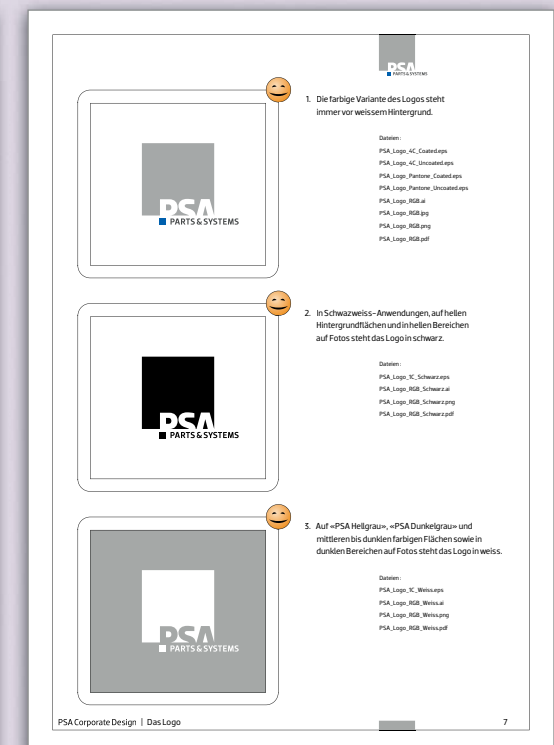 PSA
PARTS & SYSTEMS
PSA
PARTS & SYSTEMS
1. Die farbige Variante des Logos steht
immer vor weissem Hintergrund.
Dateien :
PSA_Logo_4C_Coated.eps
PSA_Logo_4C_Uncoated.eps
PSA_Logo_Pantone_Coated.eps
PSA_Logo_Pantone_Uncoated.eps
PSA_Logo_RGB.ai
PSA_Logo_RGB.jpg
PSA_Logo_RGB.png
PSA_Logo_RGB.pdf
PSA
PARTS & SYSTEMS
2. In Schwazweiss-Anwendungen, auf hellen
Hintergrundflächen und in hellen Bereichen
auf Fotos steht das Logo in schwarz.
Dateien :
PSA_Logo_1C_Schwarz.eps
PSA_Logo_RGB_Schwarz.ai
PSA_Logo_RGB_Schwarz.png
PSA_Logo_RGB_Schwarz.pdf
PSA
PARTS & SYSTEMS
3. Auf «PSA Hellgrau», «PSA Dunkelgrau» und
mittleren bis dunklen farbigen Flächen sowie in
dunklen Bereichen auf Fotos steht das Logo in weiss.
Dateien :
PSA_Logo_1C_Weiss.eps
PSA_Logo_RGB_Weiss.ai
PSA_Logo_RGB_Weiss.png
PSA_Logo_RGB_Weiss.pdf
PSA Corporate Design | Das Logo
7